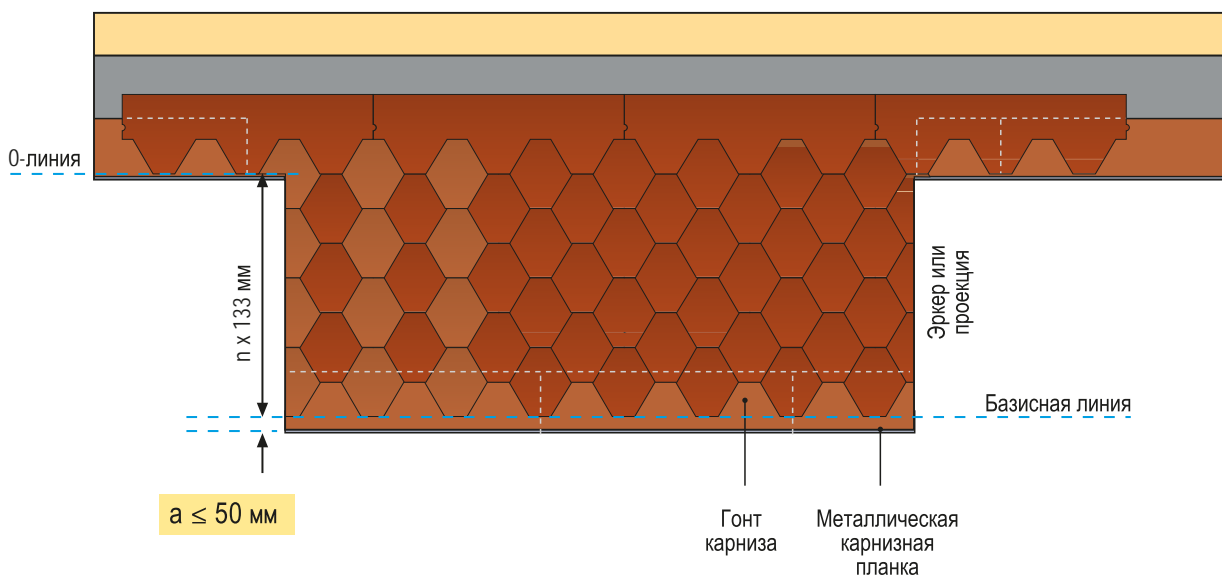 0-линия
n x 133 мм
Эркер или
проекция
Базисная линия
a ≤ 50 мм
Гонт
карниза
Металлическая
карнизная
планка